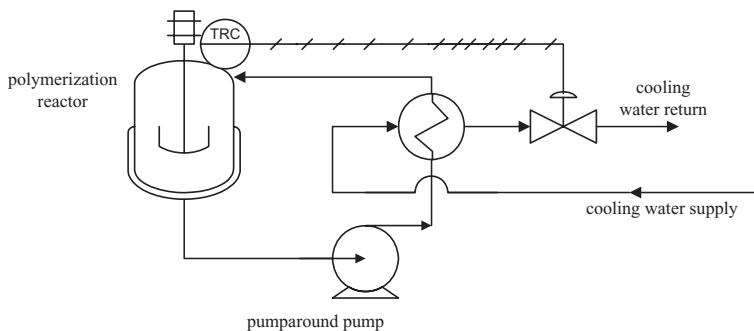 TRC
polymerization
reactor
cooling
water return
cooling water supply
pumparound pump